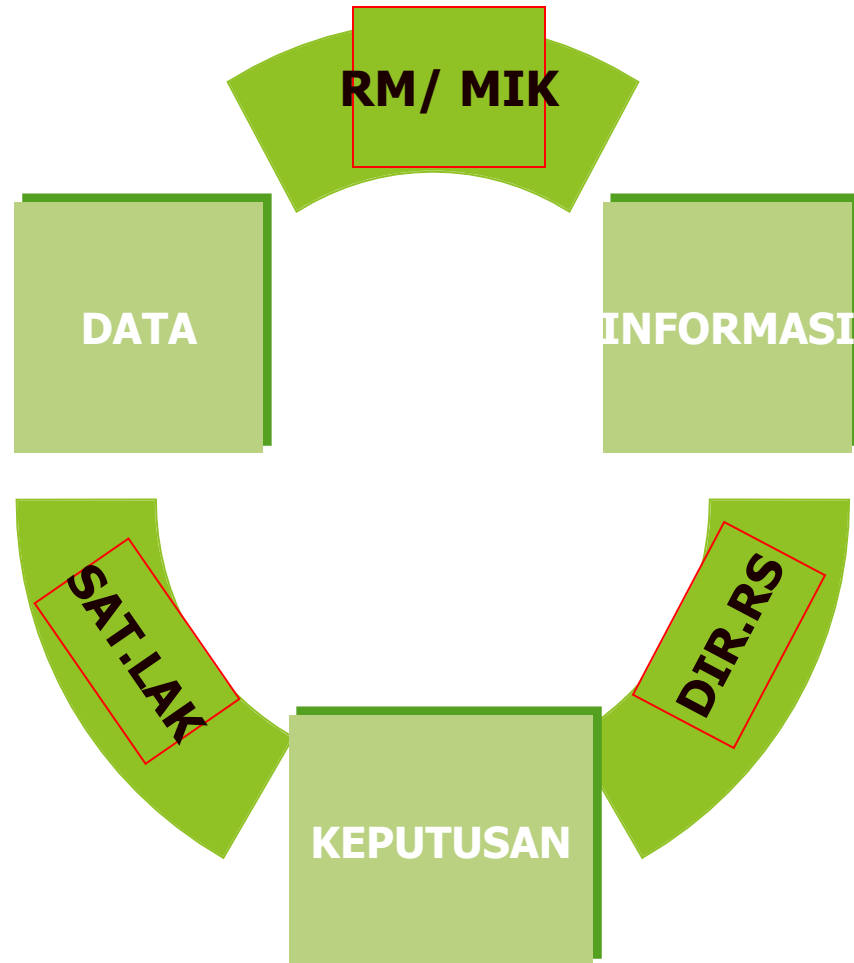 RM/ MIK
DATA
INFORMASI
SAT.LAK
DIR.RS
KEPUTUSAN